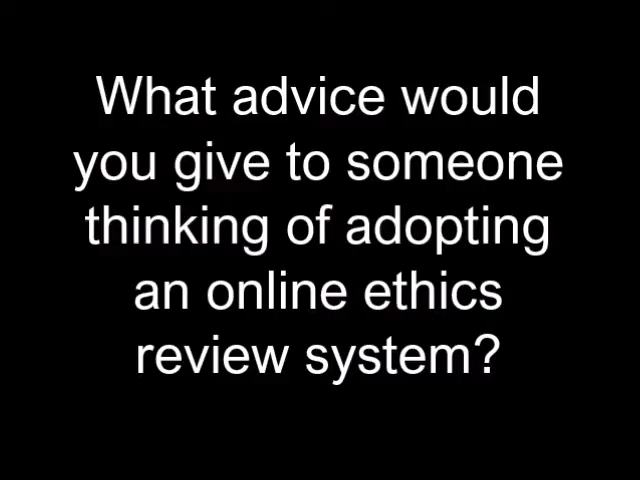 What advice would
you give to someone
thinking of adopting
an online ethics
review system?